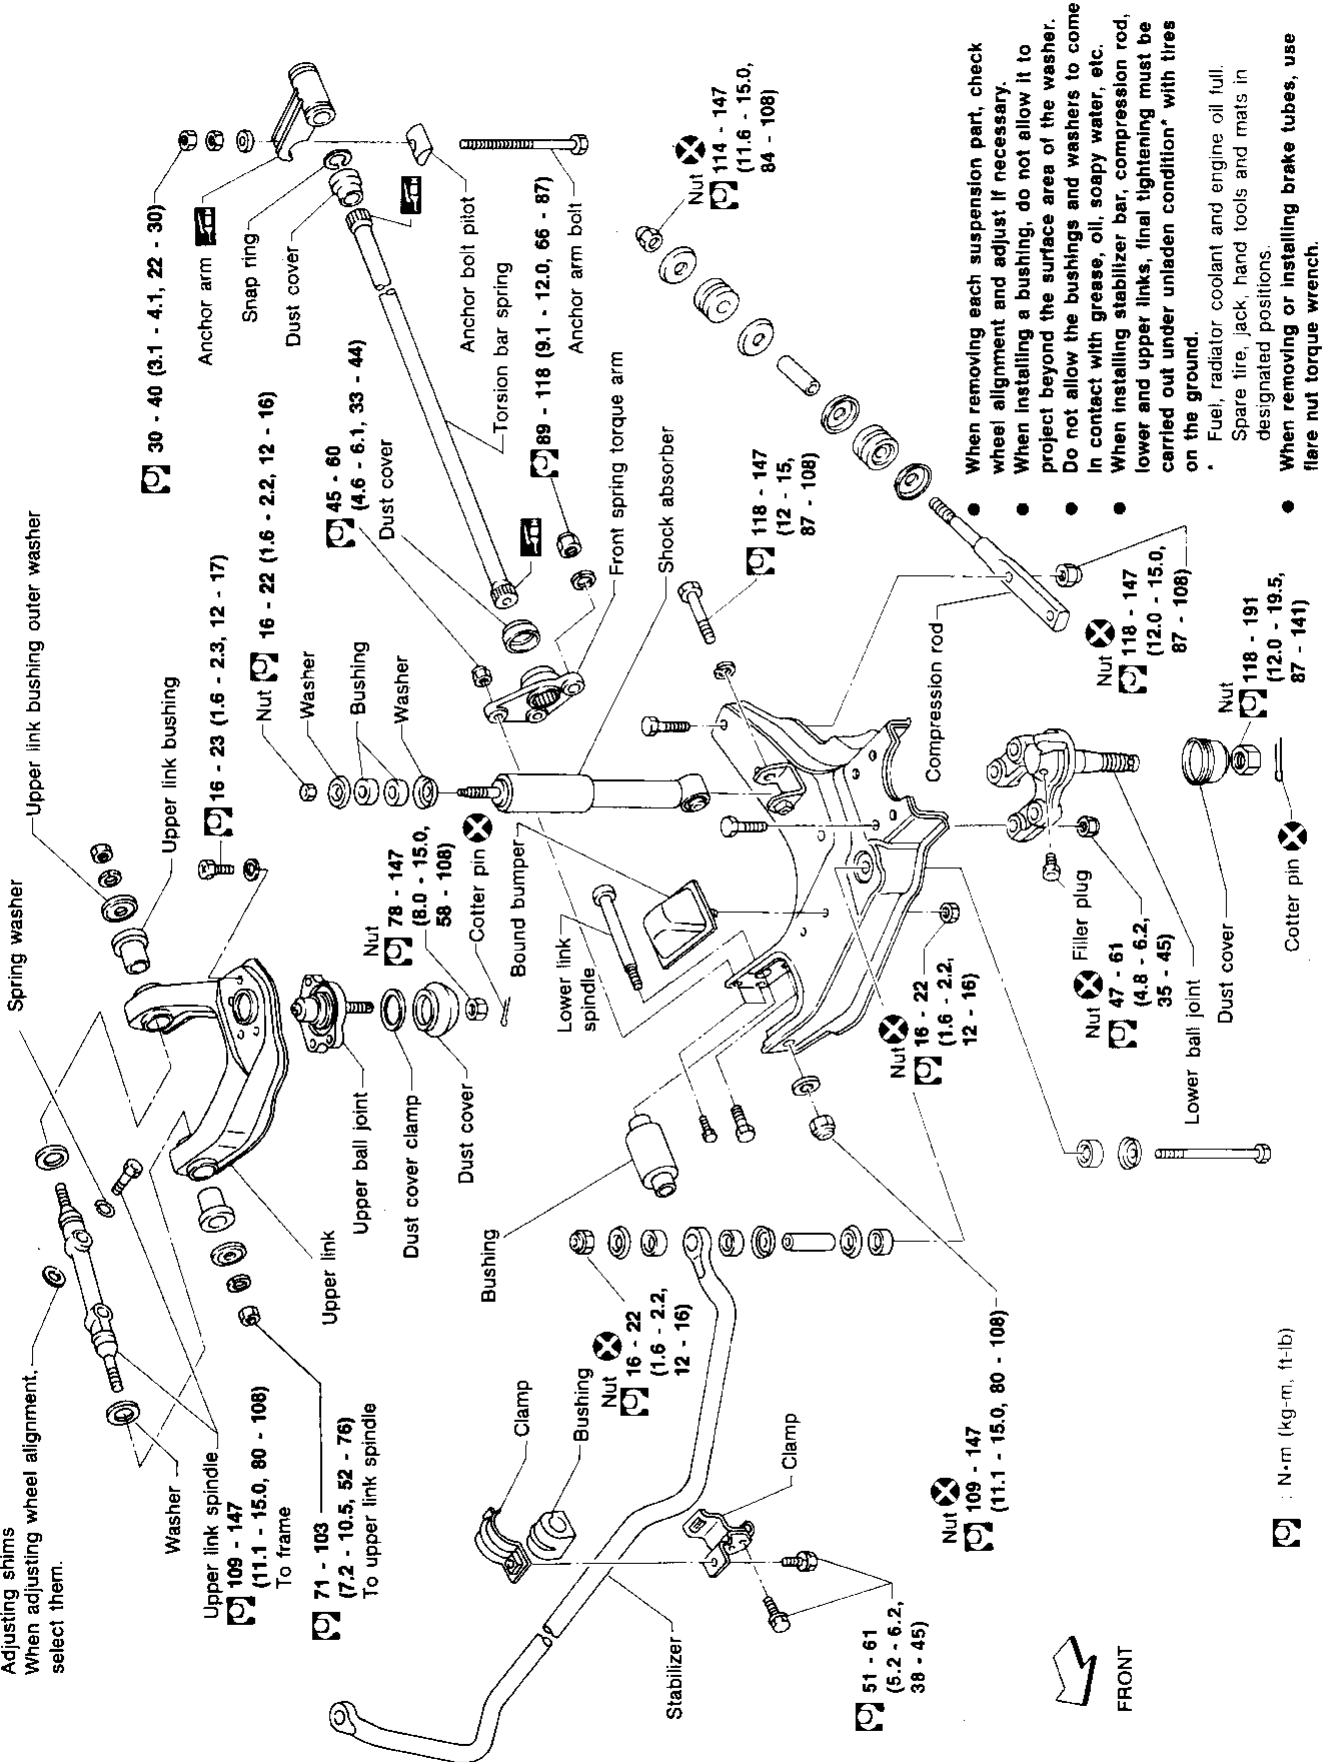 Adjusting shims
When adjusting wheel alignment,
select them.
Spring washer
Upper link bushing outer washer
Upper link bushing
16 - 23 (1.6 - 2.3, 12 - 17)
Nut 16 - 22 (1.6 - 2.2, 12 - 16)
Washer
Bushing
Washer
30 - 40 (3.1 - 4.1, 22 - 30)
Anchor arm
Snap ring
Dust cover
45 - 60
(4.6 - 6.1, 33 - 44)
Dust cover
Anchor bolt pilot
Torsion bar spring
89 - 118 (9.1 - 12.0, 66 - 87)
Anchor arm bolt
Front spring torque arm
Shock absorber
Nut
114 - 147
(11.6 - 15.0,
84 - 108)
118 - 147
(12 - 15,
87 - 108)
Washer
Upper link spindle
109 - 147
(11.1 - 15.0, 80 - 108)
To frame
71 - 103
(7.2 - 10.5, 52 - 76)
To upper link spindle
Upper link
Upper ball joint
Dust cover clamp
Dust cover
Nut
78 - 147
(8.0 - 15.0,
58 - 108)
Cotter pin
Bound bumper
Lower link
spindle
Bushing
Clamp
Bushing
Nut
16 - 22
(1.6 - 2.2,
12 - 16)
Nut
16 - 22
(1.6 - 2.2,
12 - 16)
Compression rod
Nut
118 - 147
(12.0 - 15.0,
87 - 108)
Nut
118 - 191
(12.0 - 19.5,
87 - 141)
Filler plug
Nut
47 - 61
(4.8 - 6.2,
35 - 45)
Lower ball joint
Dust cover
Cotter pin
Nut
109 - 147
(11.1 - 15.0, 80 - 108)
Clamp
Stabilizer
51 - 61
(5.2 - 6.2,
38 - 45)
FRONT
: N•m (kg-m, ft-lb)
● When removing each suspension part, check
wheel alignment and adjust if necessary.
● When installing a bushing, do not allow it to
project beyond the surface area of the washer.
● Do not allow the bushings and washers to come
in contact with grease, oil, soapy water, etc.
● When installing stabilizer bar, compression rod,
lower and upper links, final tightening must be
carried out under unladen condition* with tires
on the ground.
* Fuel, radiator coolant and engine oil full.
Spare tire, jack, hand tools and mats in
designated positions.
● When removing or installing brake tubes, use
flare nut torque wrench.